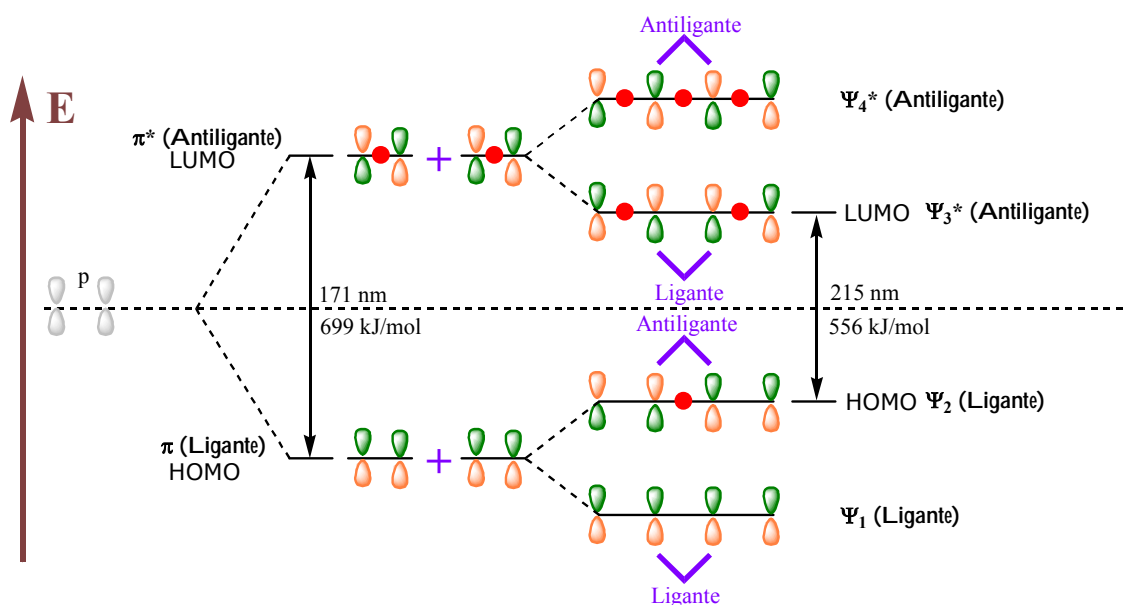 Antiligante
E
Ψ4* (Antiligante)
π* (Antiligante)
LUMO
+
LUMO Ψ3* (Antiligante)
p
Ligante
171 nm
699 kJ/mol
215 nm
556 kJ/mol
Antiligante
HOMO Ψ2 (Ligante)
π (Ligante)
HOMO
+
Ψ1 (Ligante)
Ligante